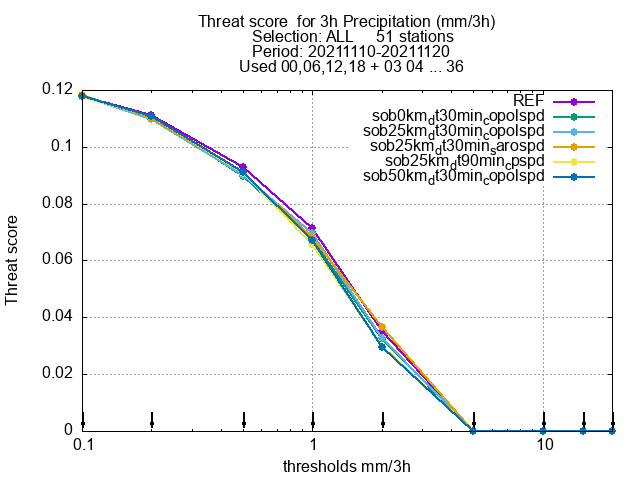 Threat score  for 3h Precipitation (mm/3h)
Selection: ALL     51 stations
Period: 20211110-20211120
Used 00,06,12,18 + 03 04 ... 36
REF
sob0km_dt30min_copolspd
sob25km_dt30min_copolspd
sob25km_dt30min_sarospd
sob25km_dt90min_cpspd
sob50km_dt30min_copolspd
Threat score
0.12
0.1
0.08
0.06
0.04
0.02
0
0.1 1 10
thresholds mm/3h